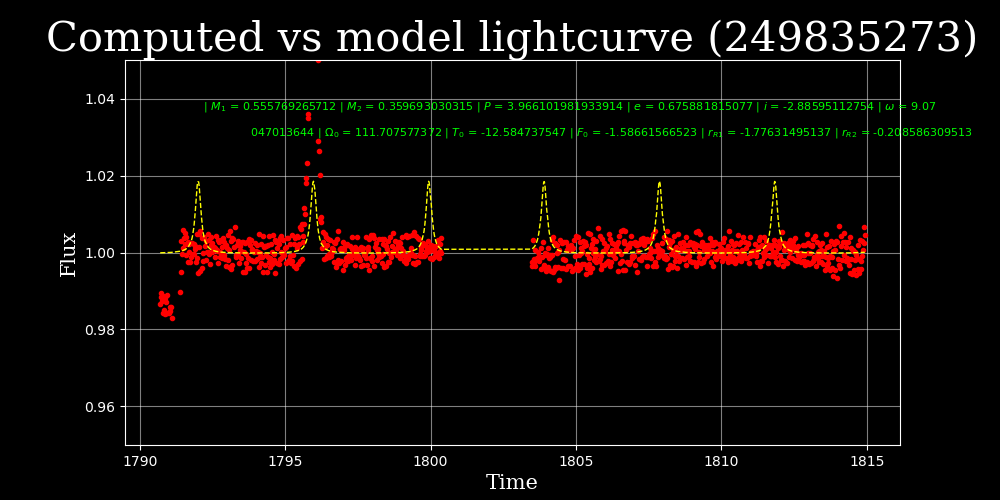 Computed vs model lightcurve (249835273)
| M₁ = 0.555769265712 | M₂ = 0.359693030315 | P = 3.966101981933914 | e = 0.675881815077 | i = -2.88595112754 | ω = 9.07
047013644 | Ω₀ = 111.707577372 | T₀ = -12.584737547 | F₀ = -1.58661566523 | r_R1 = -1.77631495137 | r_R2 = -0.208586309513
1.04
1.02
1.00
0.98
0.96
Flux
1790 1795 1800 1805 1810 1815
Time